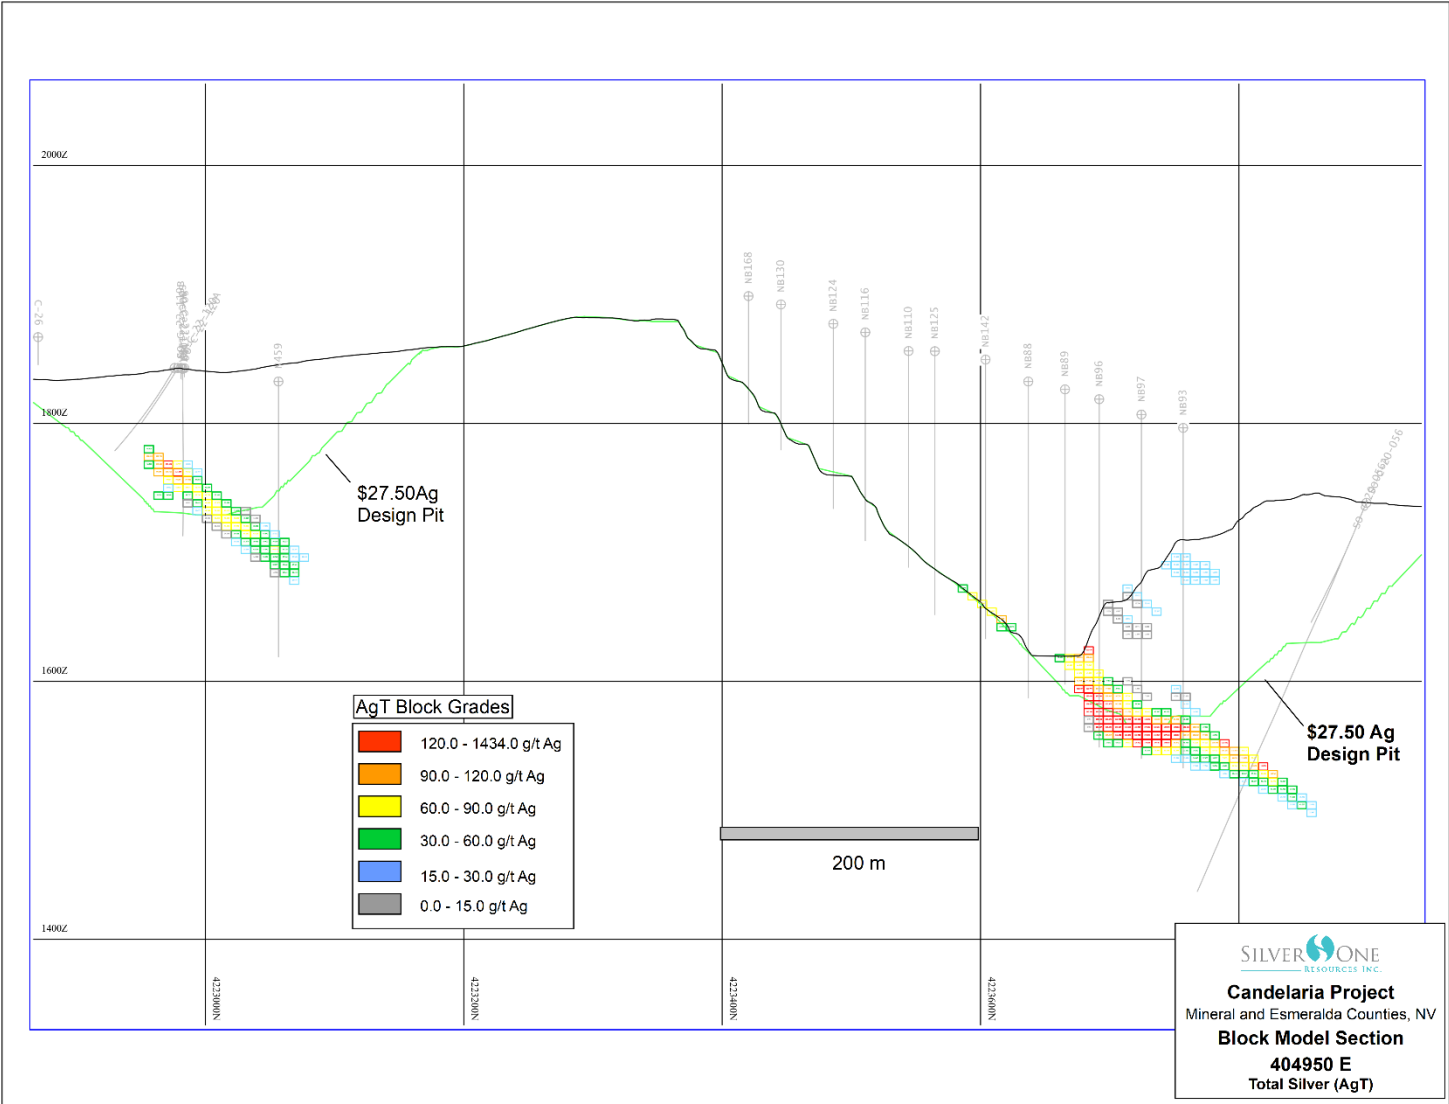 2000Z
1800Z
1600Z
1400Z
C-26
NB168
NB130
NB124
NB116
NB110
NB125
NB142
NB88
NB89
NB96
NB97
NB93
$27.50Ag
Design Pit
$27.50 Ag
Design Pit
AgT Block Grades
120.0 - 1434.0 g/t Ag
90.0 - 120.0 g/t Ag
60.0 - 90.0 g/t Ag
30.0 - 60.0 g/t Ag
15.0 - 30.0 g/t Ag
0.0 - 15.0 g/t Ag
200 m
4223000N
4223200N
4223400N
4223600N
SILVER ONE
RESOURCES INC.
Candelaria Project
Mineral and Esmeralda Counties, NV
Block Model Section
404950 E
Total Silver (AgT)